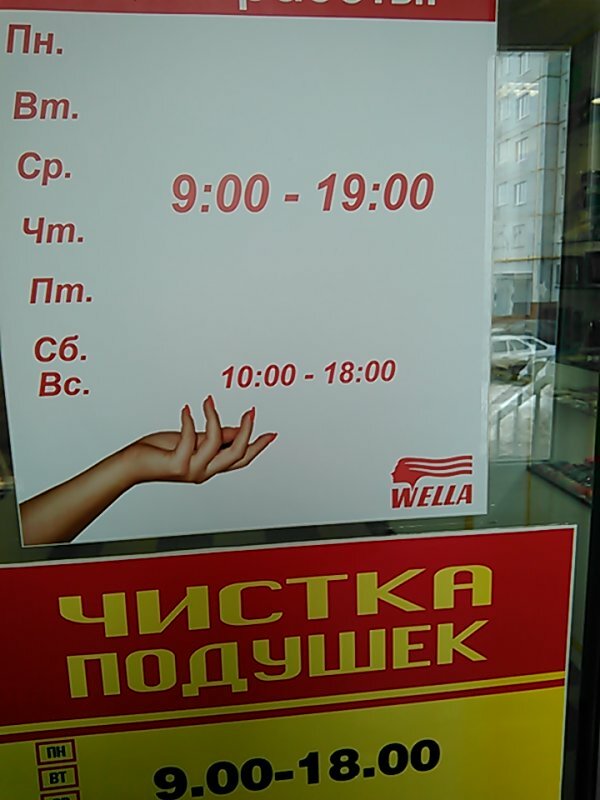 работы:
Пн.
Вт.
Ср.
9:00 - 19:00
Чт.
Пт.
Сб.
Вс.
10:00 - 18:00
WELLA
ЧИСТКА
ПОДУШЕК
ПН
ВТ
9.00-18.00